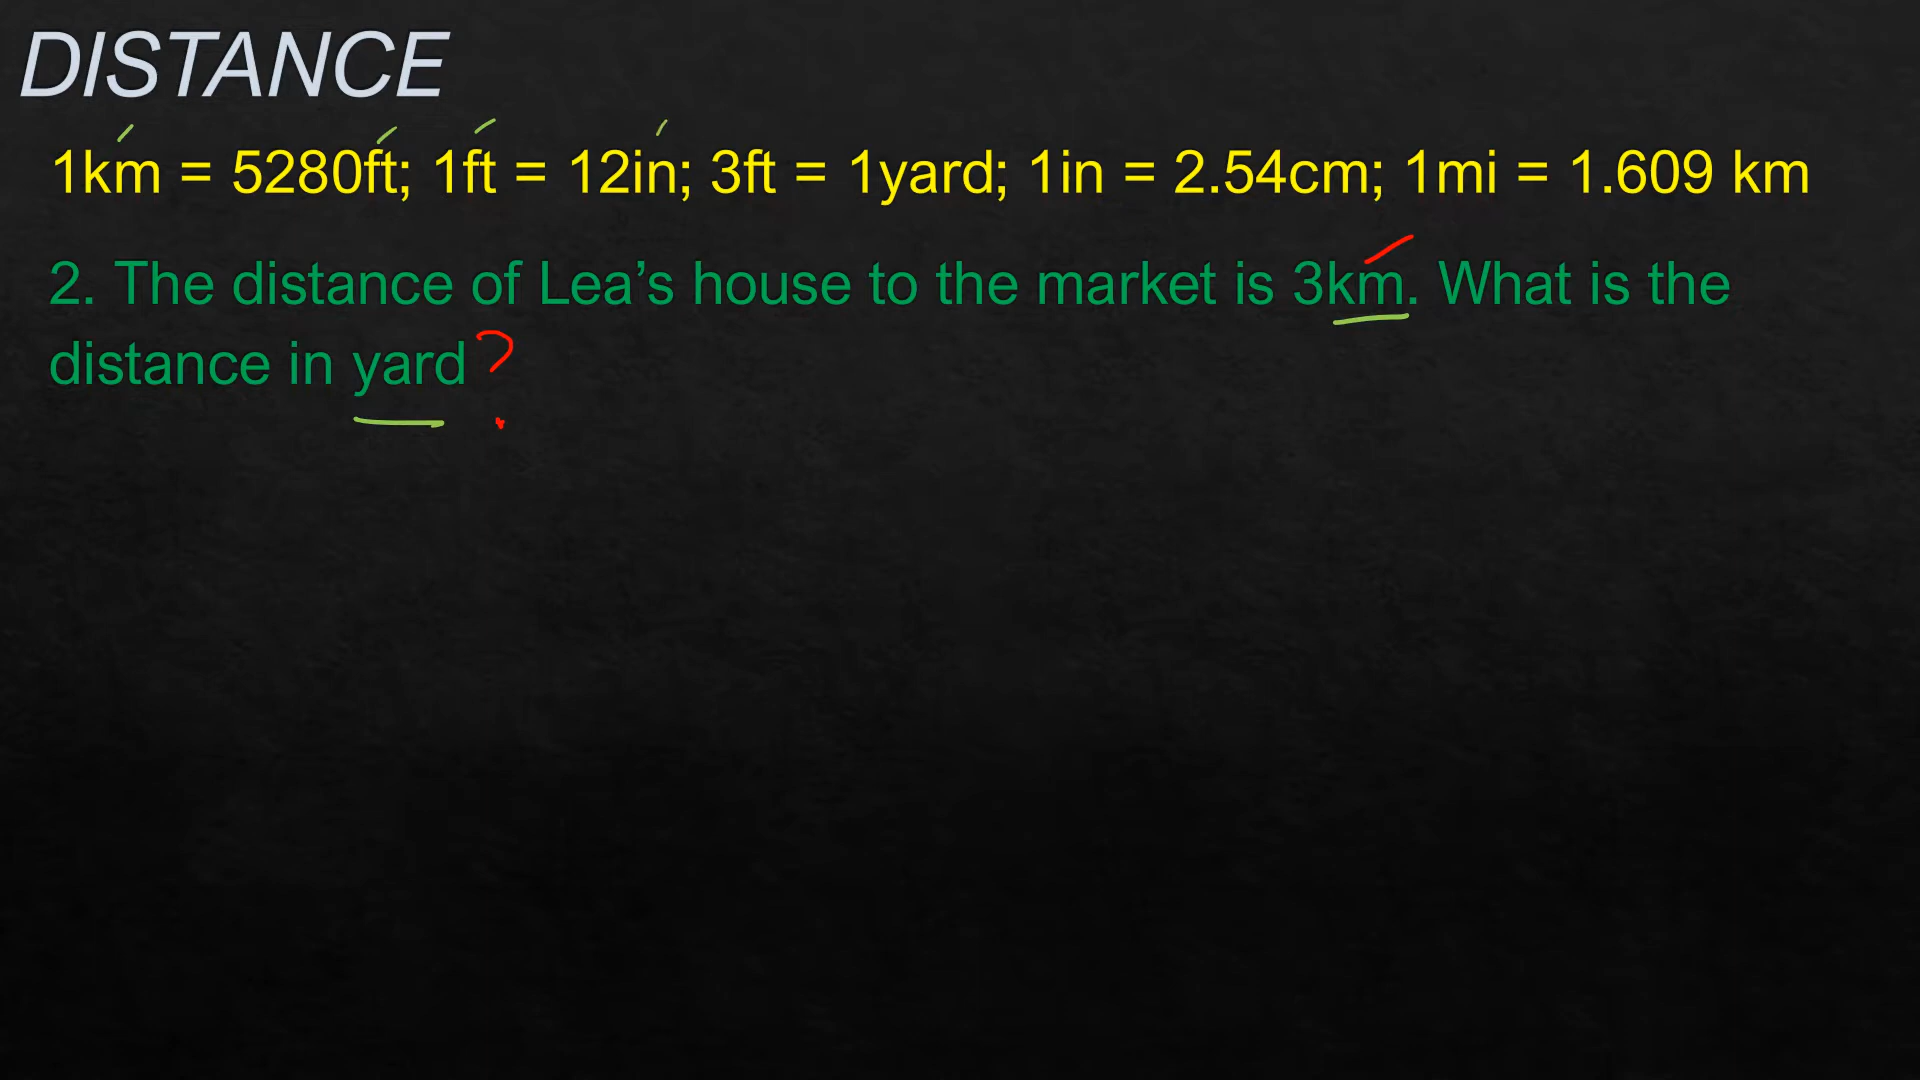 DISTANCE
1km = 5280ft; 1ft = 12in; 3ft = 1yard; 1in = 2.54cm; 1mi = 1.609 km
2. The distance of Lea’s house to the market is 3km. What is the
distance in yard ?